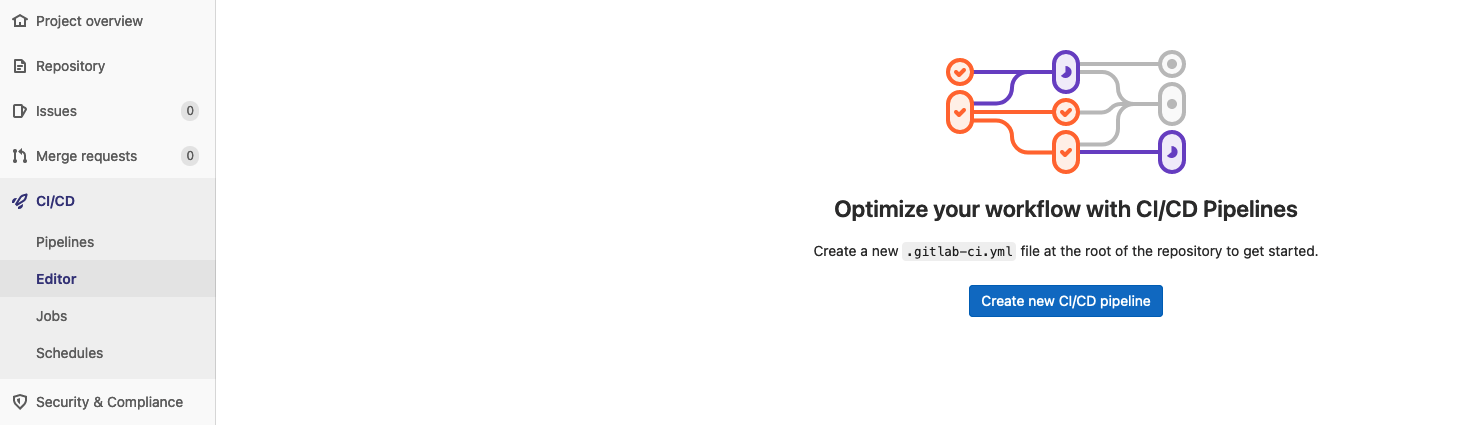 Project overview
Repository
Issues 0
Merge requests 0
CI/CD
Pipelines
Editor
Jobs
Schedules
Security & Compliance
Optimize your workflow with CI/CD Pipelines
Create a new .gitlab-ci.yml file at the root of the repository to get started.
Create new CI/CD pipeline